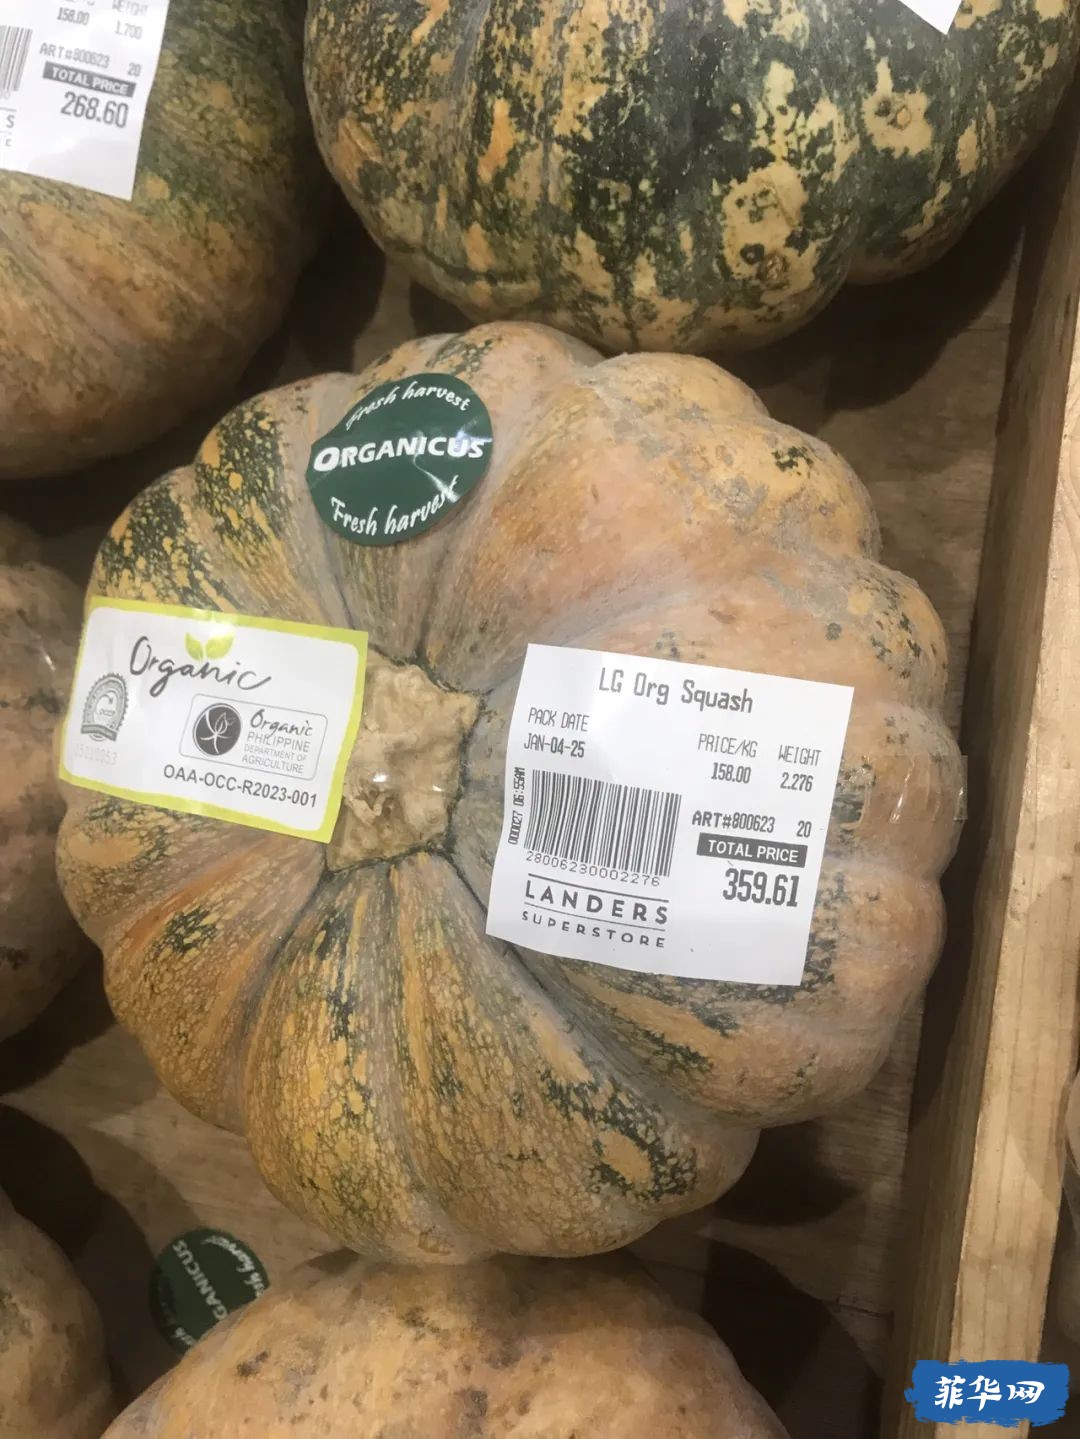 158.00
WEIGHT
1.700
ART#800623 20
TOTAL PRICE
268.60
Fresh harvest
ORGANICUS
Fresh harvest
Organic
Organic
PHILIPPINE
DEPARTMENT OF
AGRICULTURE
OAA-OCC-R2023-001
LG Org Squash
PACK DATE
JAN-04-25
PRICE/KG WEIGHT
158.00 2.276
ART#800623 20
TOTAL PRICE
359.61
28006230002276
LANDERS
SUPERSTORE
菲华网